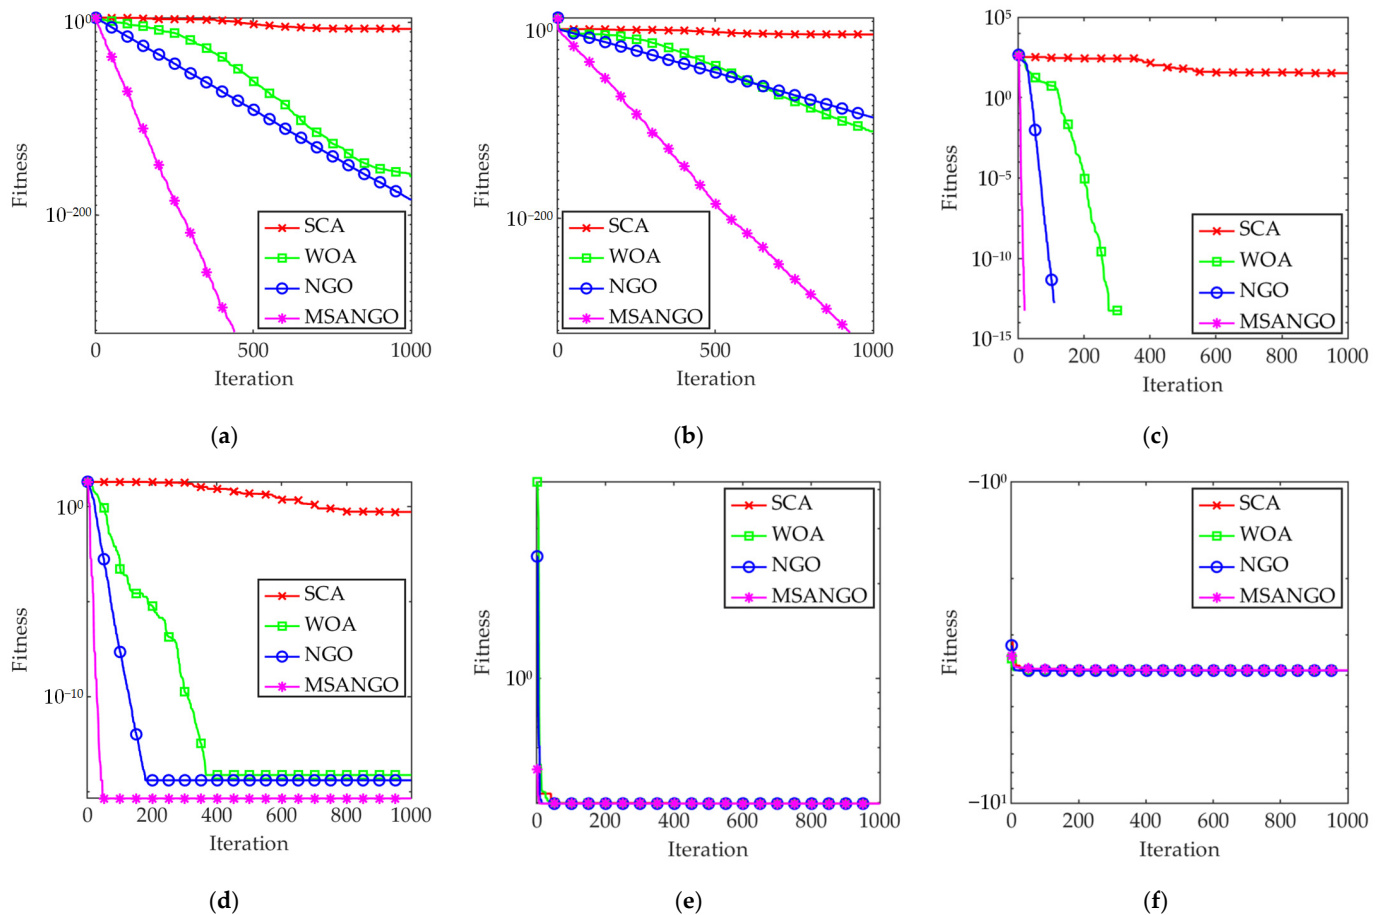 10⁰
10⁻²⁰⁰
Fitness
0 500 1000
Iteration
SCA
WOA
NGO
MSANGO
(a)
10⁰
10⁻²⁰⁰
Fitness
0 500 1000
Iteration
SCA
WOA
NGO
MSANGO
(b)
10⁵
10⁰
10⁻⁵
10⁻¹⁰
10⁻¹⁵
Fitness
0 200 400 600 800 1000
Iteration
SCA
WOA
NGO
MSANGO
(c)
10⁰
10⁻¹⁰
Fitness
0 200 400 600 800 1000
Iteration
SCA
WOA
NGO
MSANGO
(d)
10⁰
Fitness
0 200 400 600 800 1000
Iteration
SCA
WOA
NGO
MSANGO
(e)
−10⁰
−10¹
Fitness
0 200 400 600 800 1000
Iteration
SCA
WOA
NGO
MSANGO
(f)